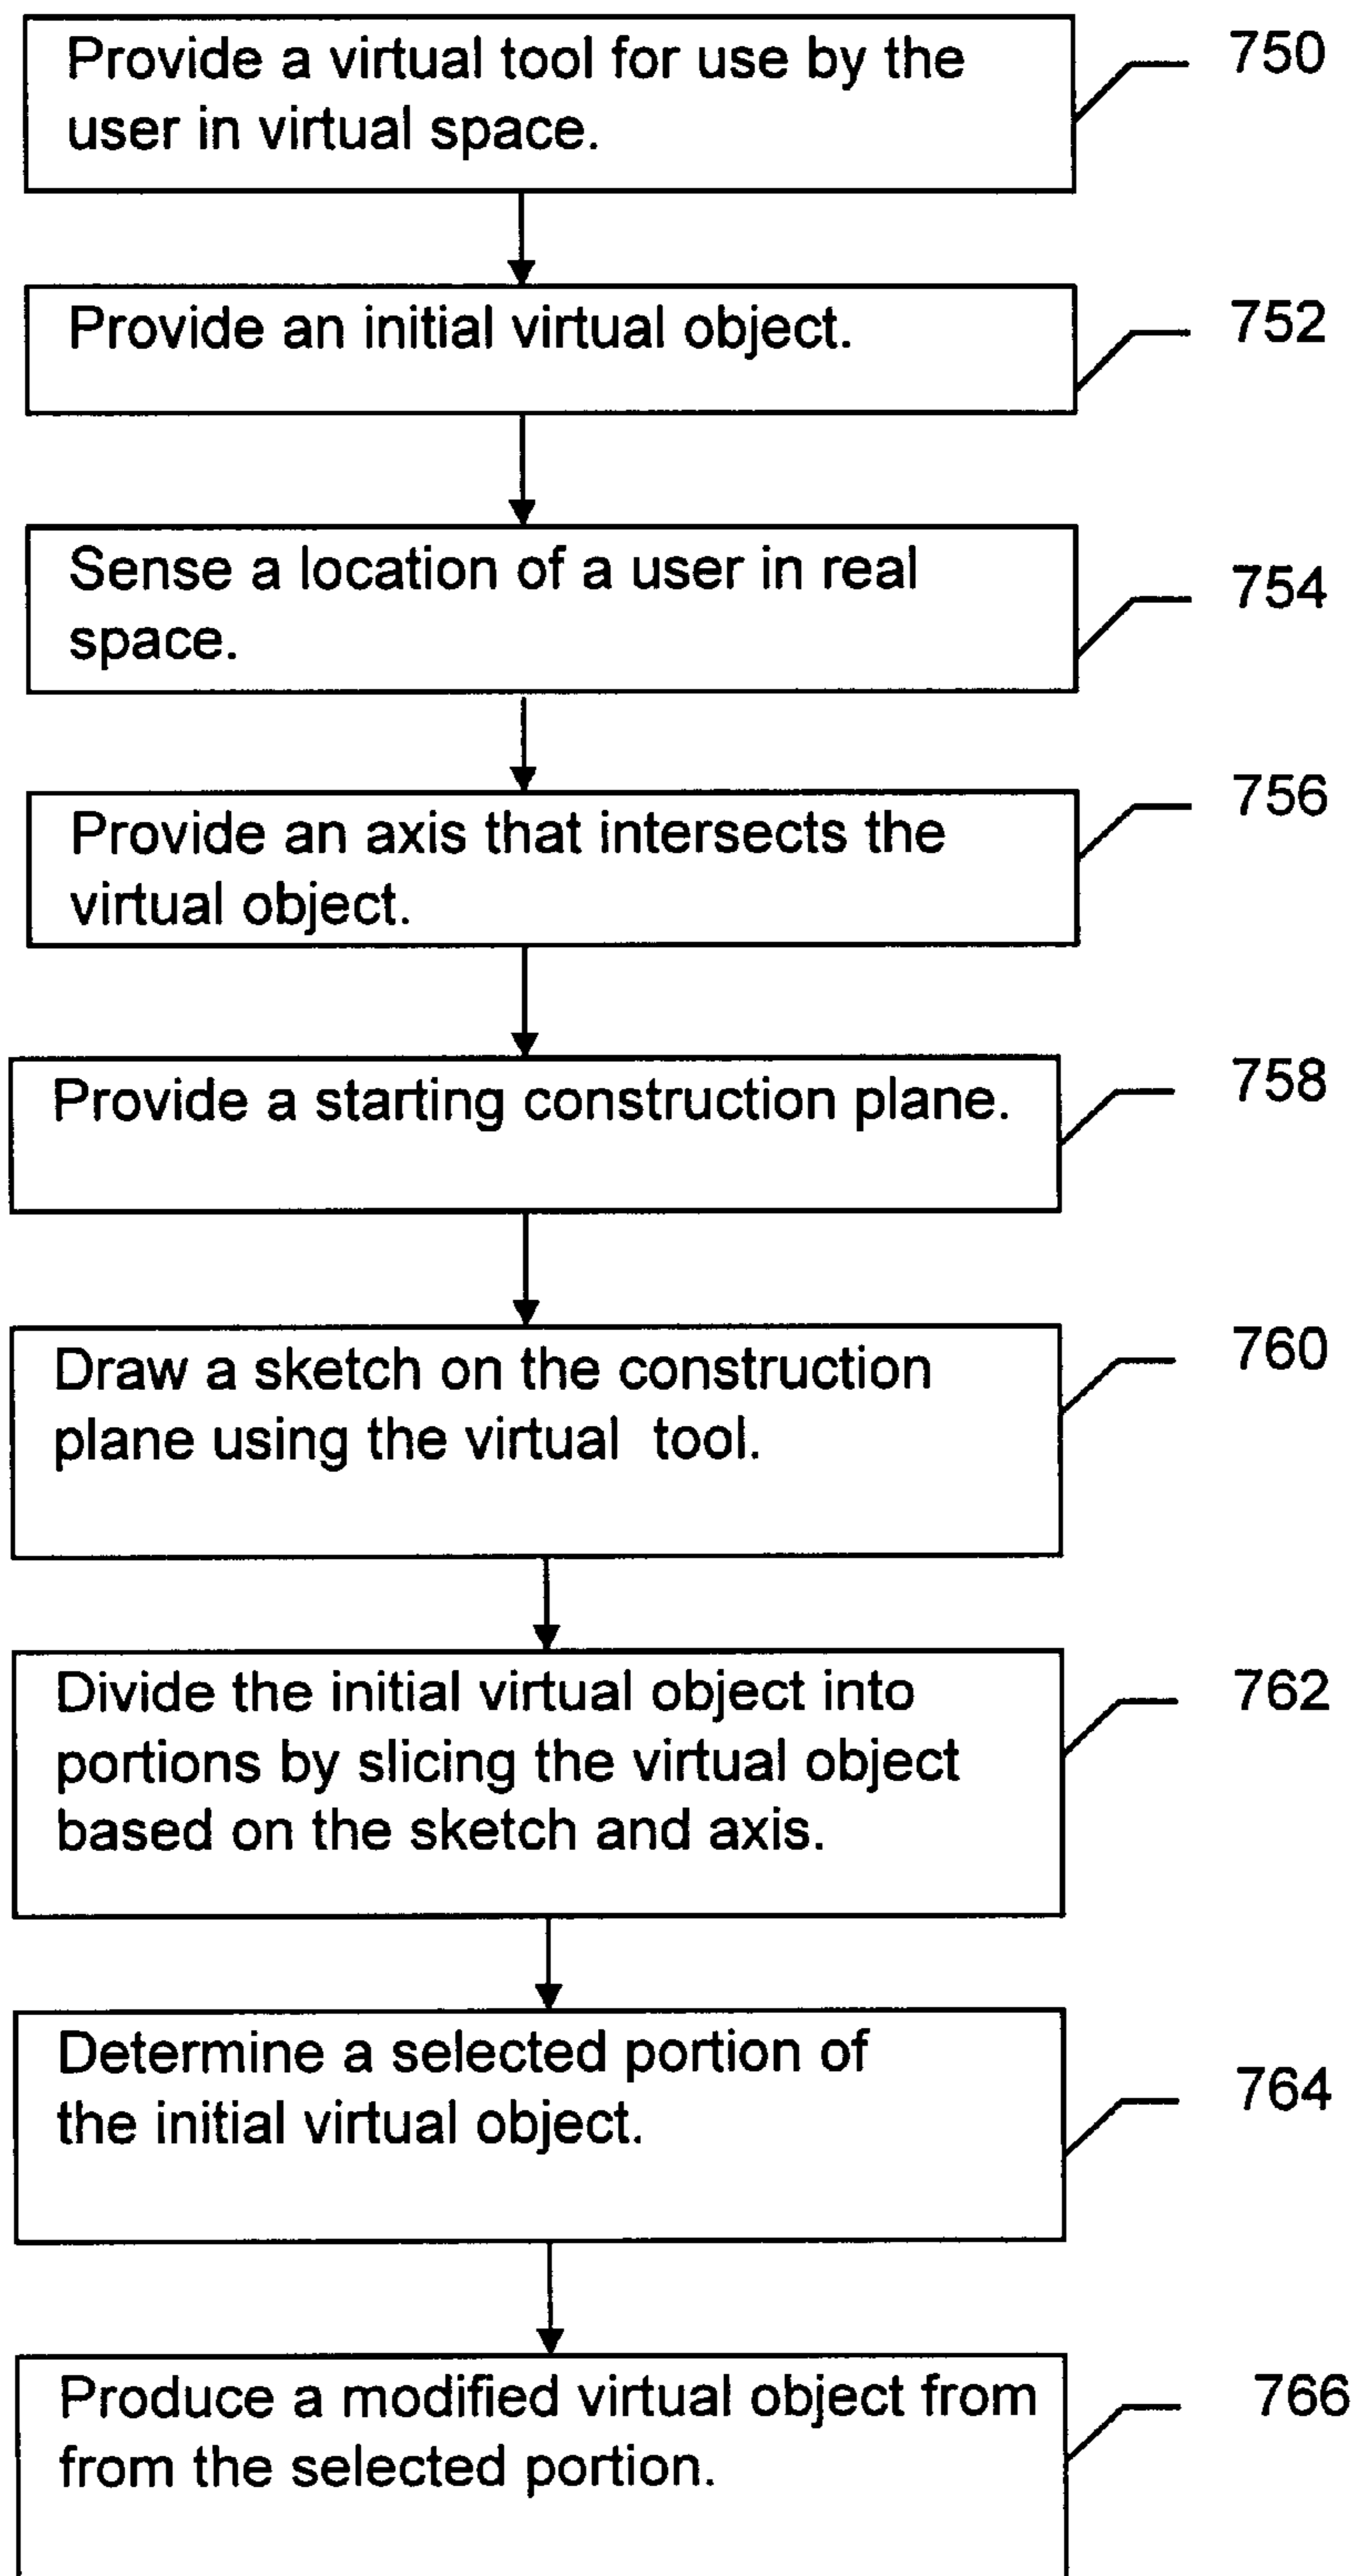 Provide a virtual tool for use by the
user in virtual space.
750
Provide an initial virtual object.
752
Sense a location of a user in real
space.
754
Provide an axis that intersects the
virtual object.
756
Provide a starting construction plane.
758
Draw a sketch on the construction
plane using the virtual tool.
760
Divide the initial virtual object into
portions by slicing the virtual object
based on the sketch and axis.
762
Determine a selected portion of
the initial virtual object.
764
Produce a modified virtual object from
from the selected portion.
766